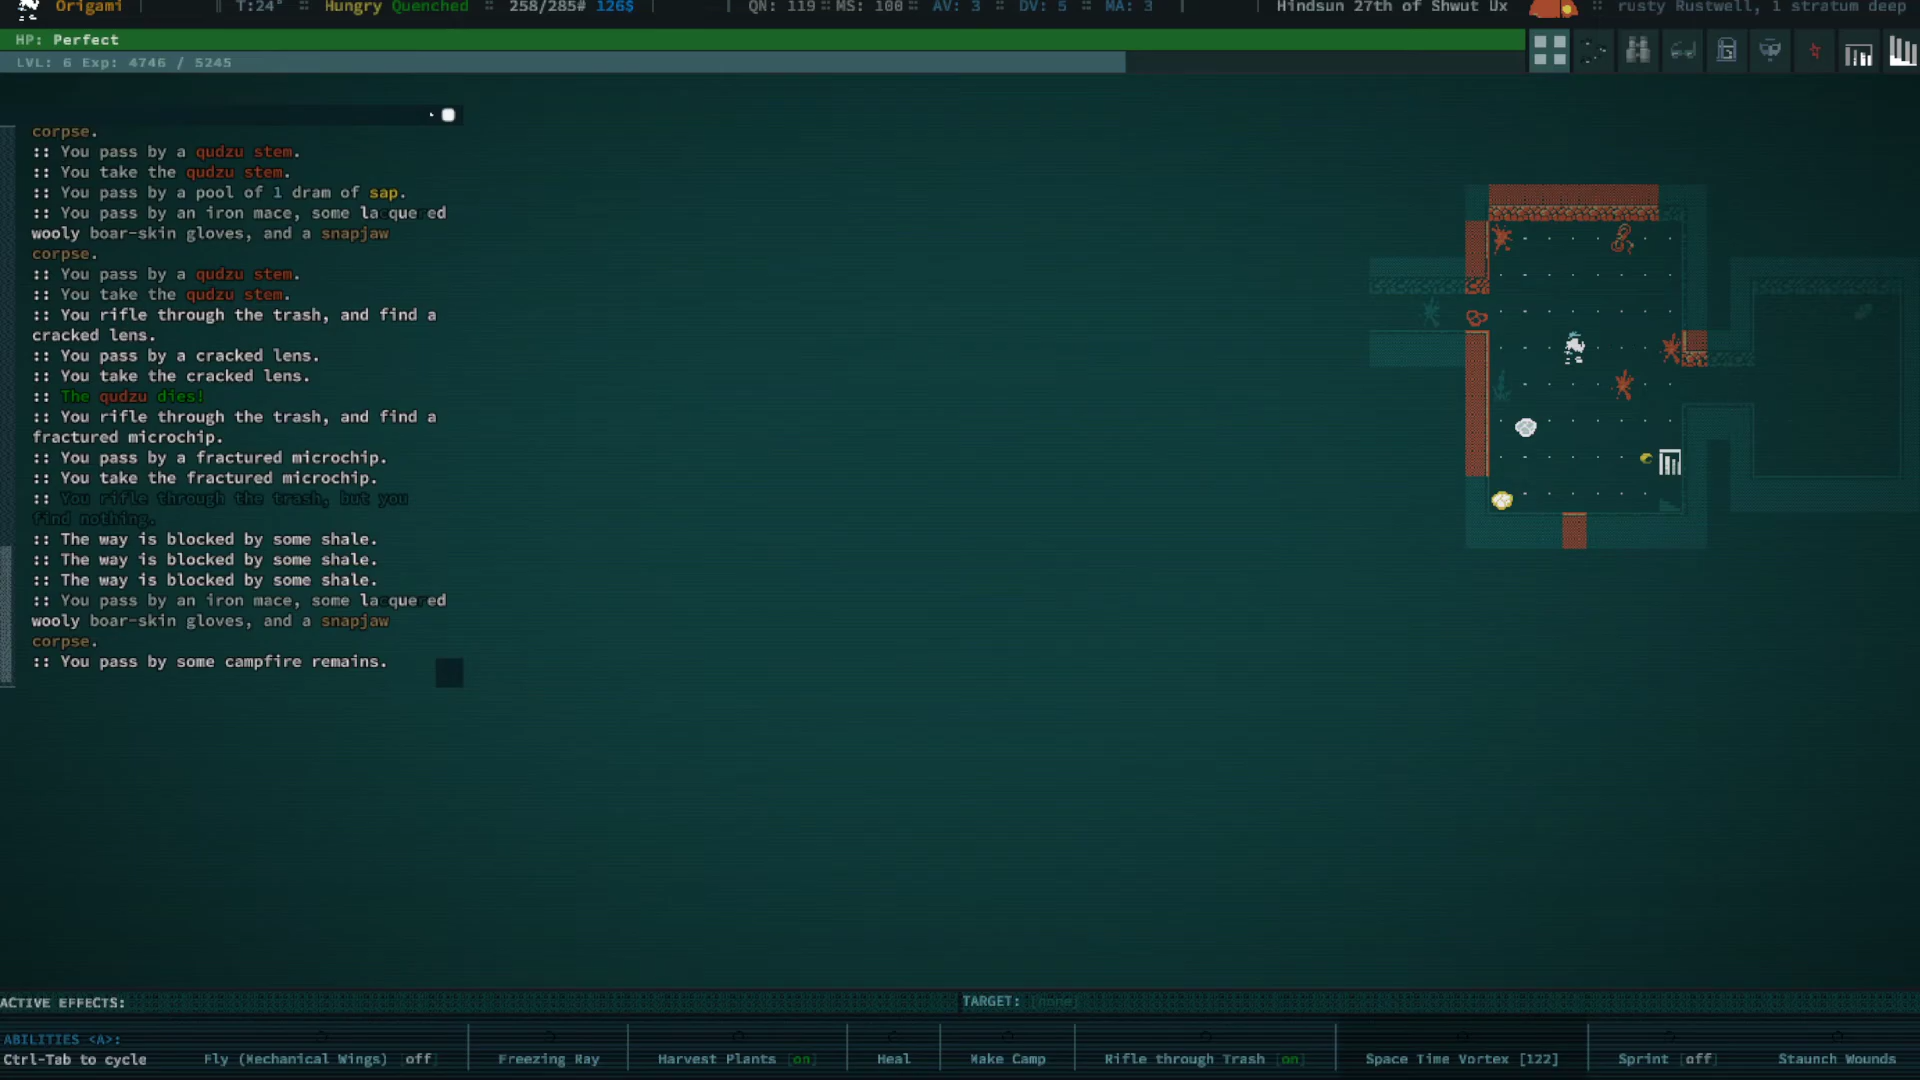 Origami T:24° :: Hungry Quenched :: 258/285# 126$ QN: 119 :: MS: 100 :: AV: 3 :: DV: 5 :: MA: 3 Hindsun 27th of Shwut Ux :: rusty Rustwell, 1 stratum deep
HP: Perfect
LVL: 6 Exp: 4746 / 5245
corpse.
:: You pass by a qudzu stem.
:: You take the qudzu stem.
:: You pass by a pool of 1 dram of sap.
:: You pass by an iron mace, some lacquered
wooly boar-skin gloves, and a snapjaw
corpse.
:: You pass by a qudzu stem.
:: You take the qudzu stem.
:: You rifle through the trash, and find a
cracked lens.
:: You pass by a cracked lens.
:: You take the cracked lens.
:: The qudzu dies!
:: You rifle through the trash, and find a
fractured microchip.
:: You pass by a fractured microchip.
:: You take the fractured microchip.
:: You rifle through the trash, but you
find nothing.
:: The way is blocked by some shale.
:: The way is blocked by some shale.
:: The way is blocked by some shale.
:: You pass by an iron mace, some lacquered
wooly boar-skin gloves, and a snapjaw
corpse.
:: You pass by some campfire remains.
ACTIVE EFFECTS: TARGET: [none]
ABILITIES <A>:
Ctrl-Tab to cycle Fly (Mechanical Wings) [off] Freezing Ray Harvest Plants [on] Heal Make Camp Rifle through Trash [on] Space Time Vortex [122] Sprint [off] Staunch Wounds